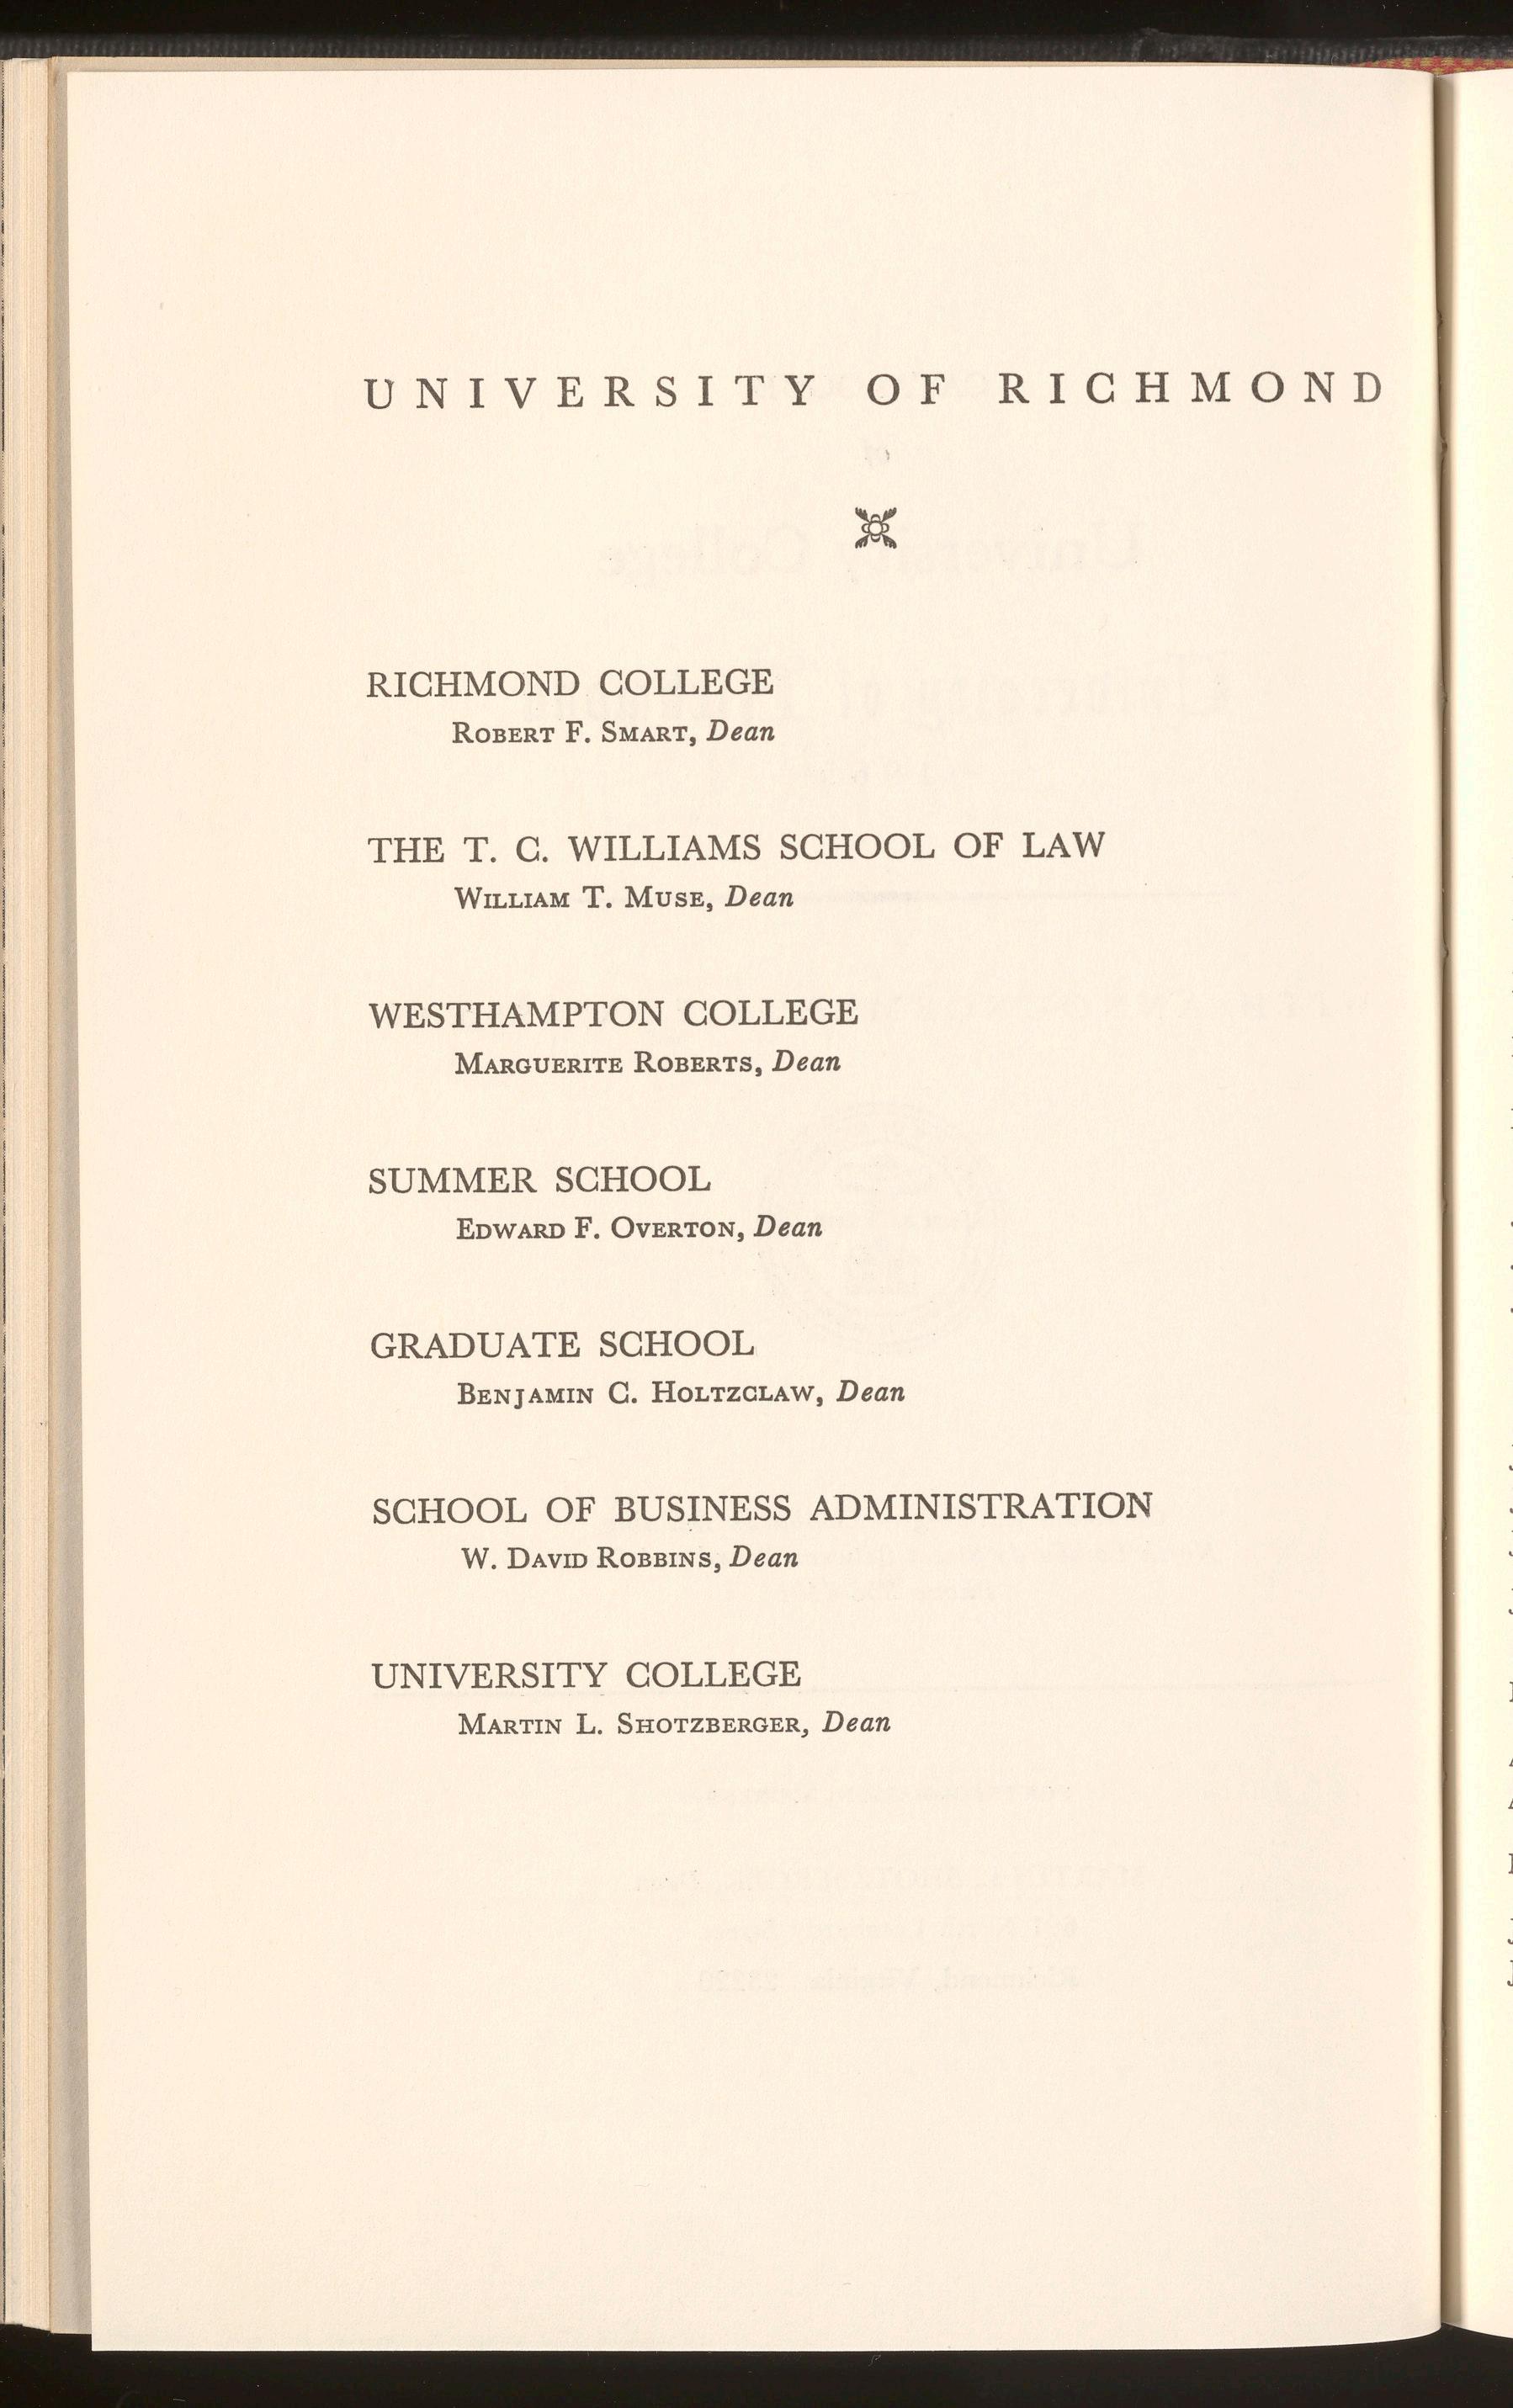 UNIVERSITY OF RICHMOND
RICHMOND COLLEGE
ROBERT F. SMART, Dean
THE T. C. WILLIAMS SCHOOL OF LAW
WILLIAM T. MUSE, Dean
WESTHAMPTON COLLEGE
MARGUERITE ROBERTS, Dean
SUMMER SCHOOL
EDWARD F. OVERTON, Dean
GRADUATE SCHOOL
BENJAMIN C. HOLTZCLAW, Dean
SCHOOL OF BUSINESS ADMINISTRATION
W. DAVID ROBBINS, Dean
UNIVERSITY COLLEGE
MARTIN L. SHOTZBERGER, Dean